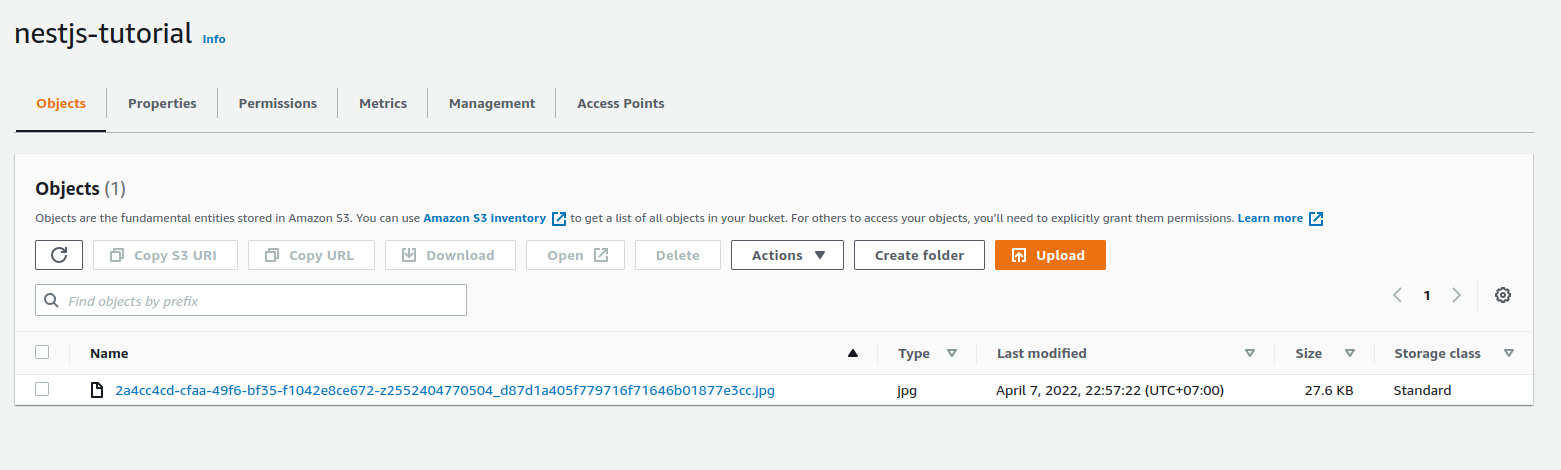 nestjs-tutorial Info
Objects Properties Permissions Metrics Management Access Points
Objects (1)
Objects are the fundamental entities stored in Amazon S3. You can use Amazon S3 Inventory to get a list of all objects in your bucket. For others to access your objects, you'll need to explicitly grant them permissions. Learn more
Copy S3 URI Copy URL Download Open Delete Actions Create folder Upload
Find objects by prefix 1
Name Type Last modified Size Storage class
2a4cc4cd-cfaa-49f6-bf35-f1042e8ce672-z2552404770504_d87d1a405f779716f71646b01877e3cc.jpg jpg April 7, 2022, 22:57:22 (UTC+07:00) 27.6 KB Standard